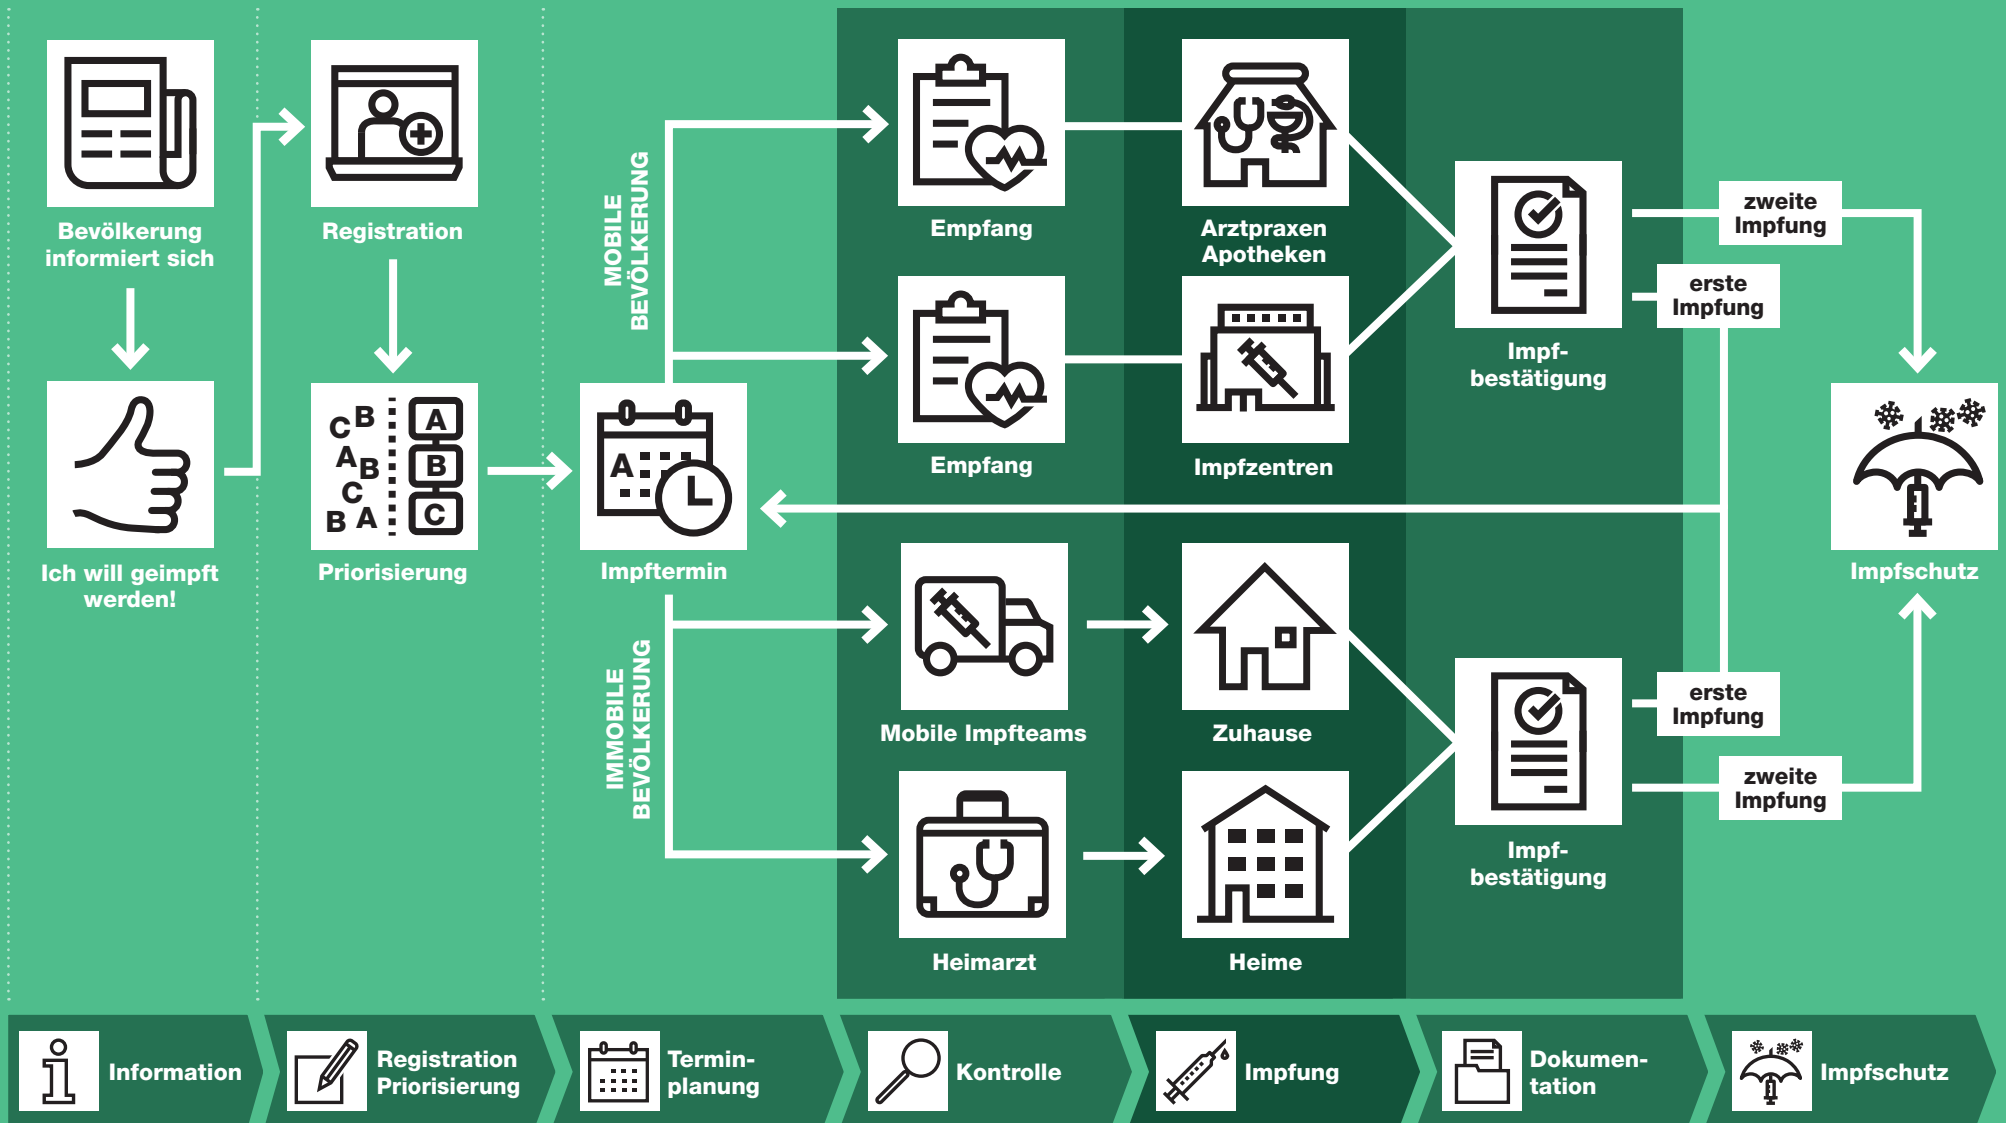 Bevölkerung
informiert sich
Ich will geimpft
werden!
Registration
C B
A B
C
B A
A
B
C
Priorisierung
A
Impftermin
MOBILE
BEVÖLKERUNG
IMMOBILE
BEVÖLKERUNG
Empfang
Arztpraxen
Apotheken
Empfang
Impfzentren
Mobile Impfteams
Zuhause
Heimarzt
Heime
Impf-
bestätigung
Impf-
bestätigung
zweite
Impfung
erste
Impfung
erste
Impfung
zweite
Impfung
Impfschutz
Information
Registration
Priorisierung
Termin-
planung
Kontrolle
Impfung
Dokumen-
tation
Impfschutz